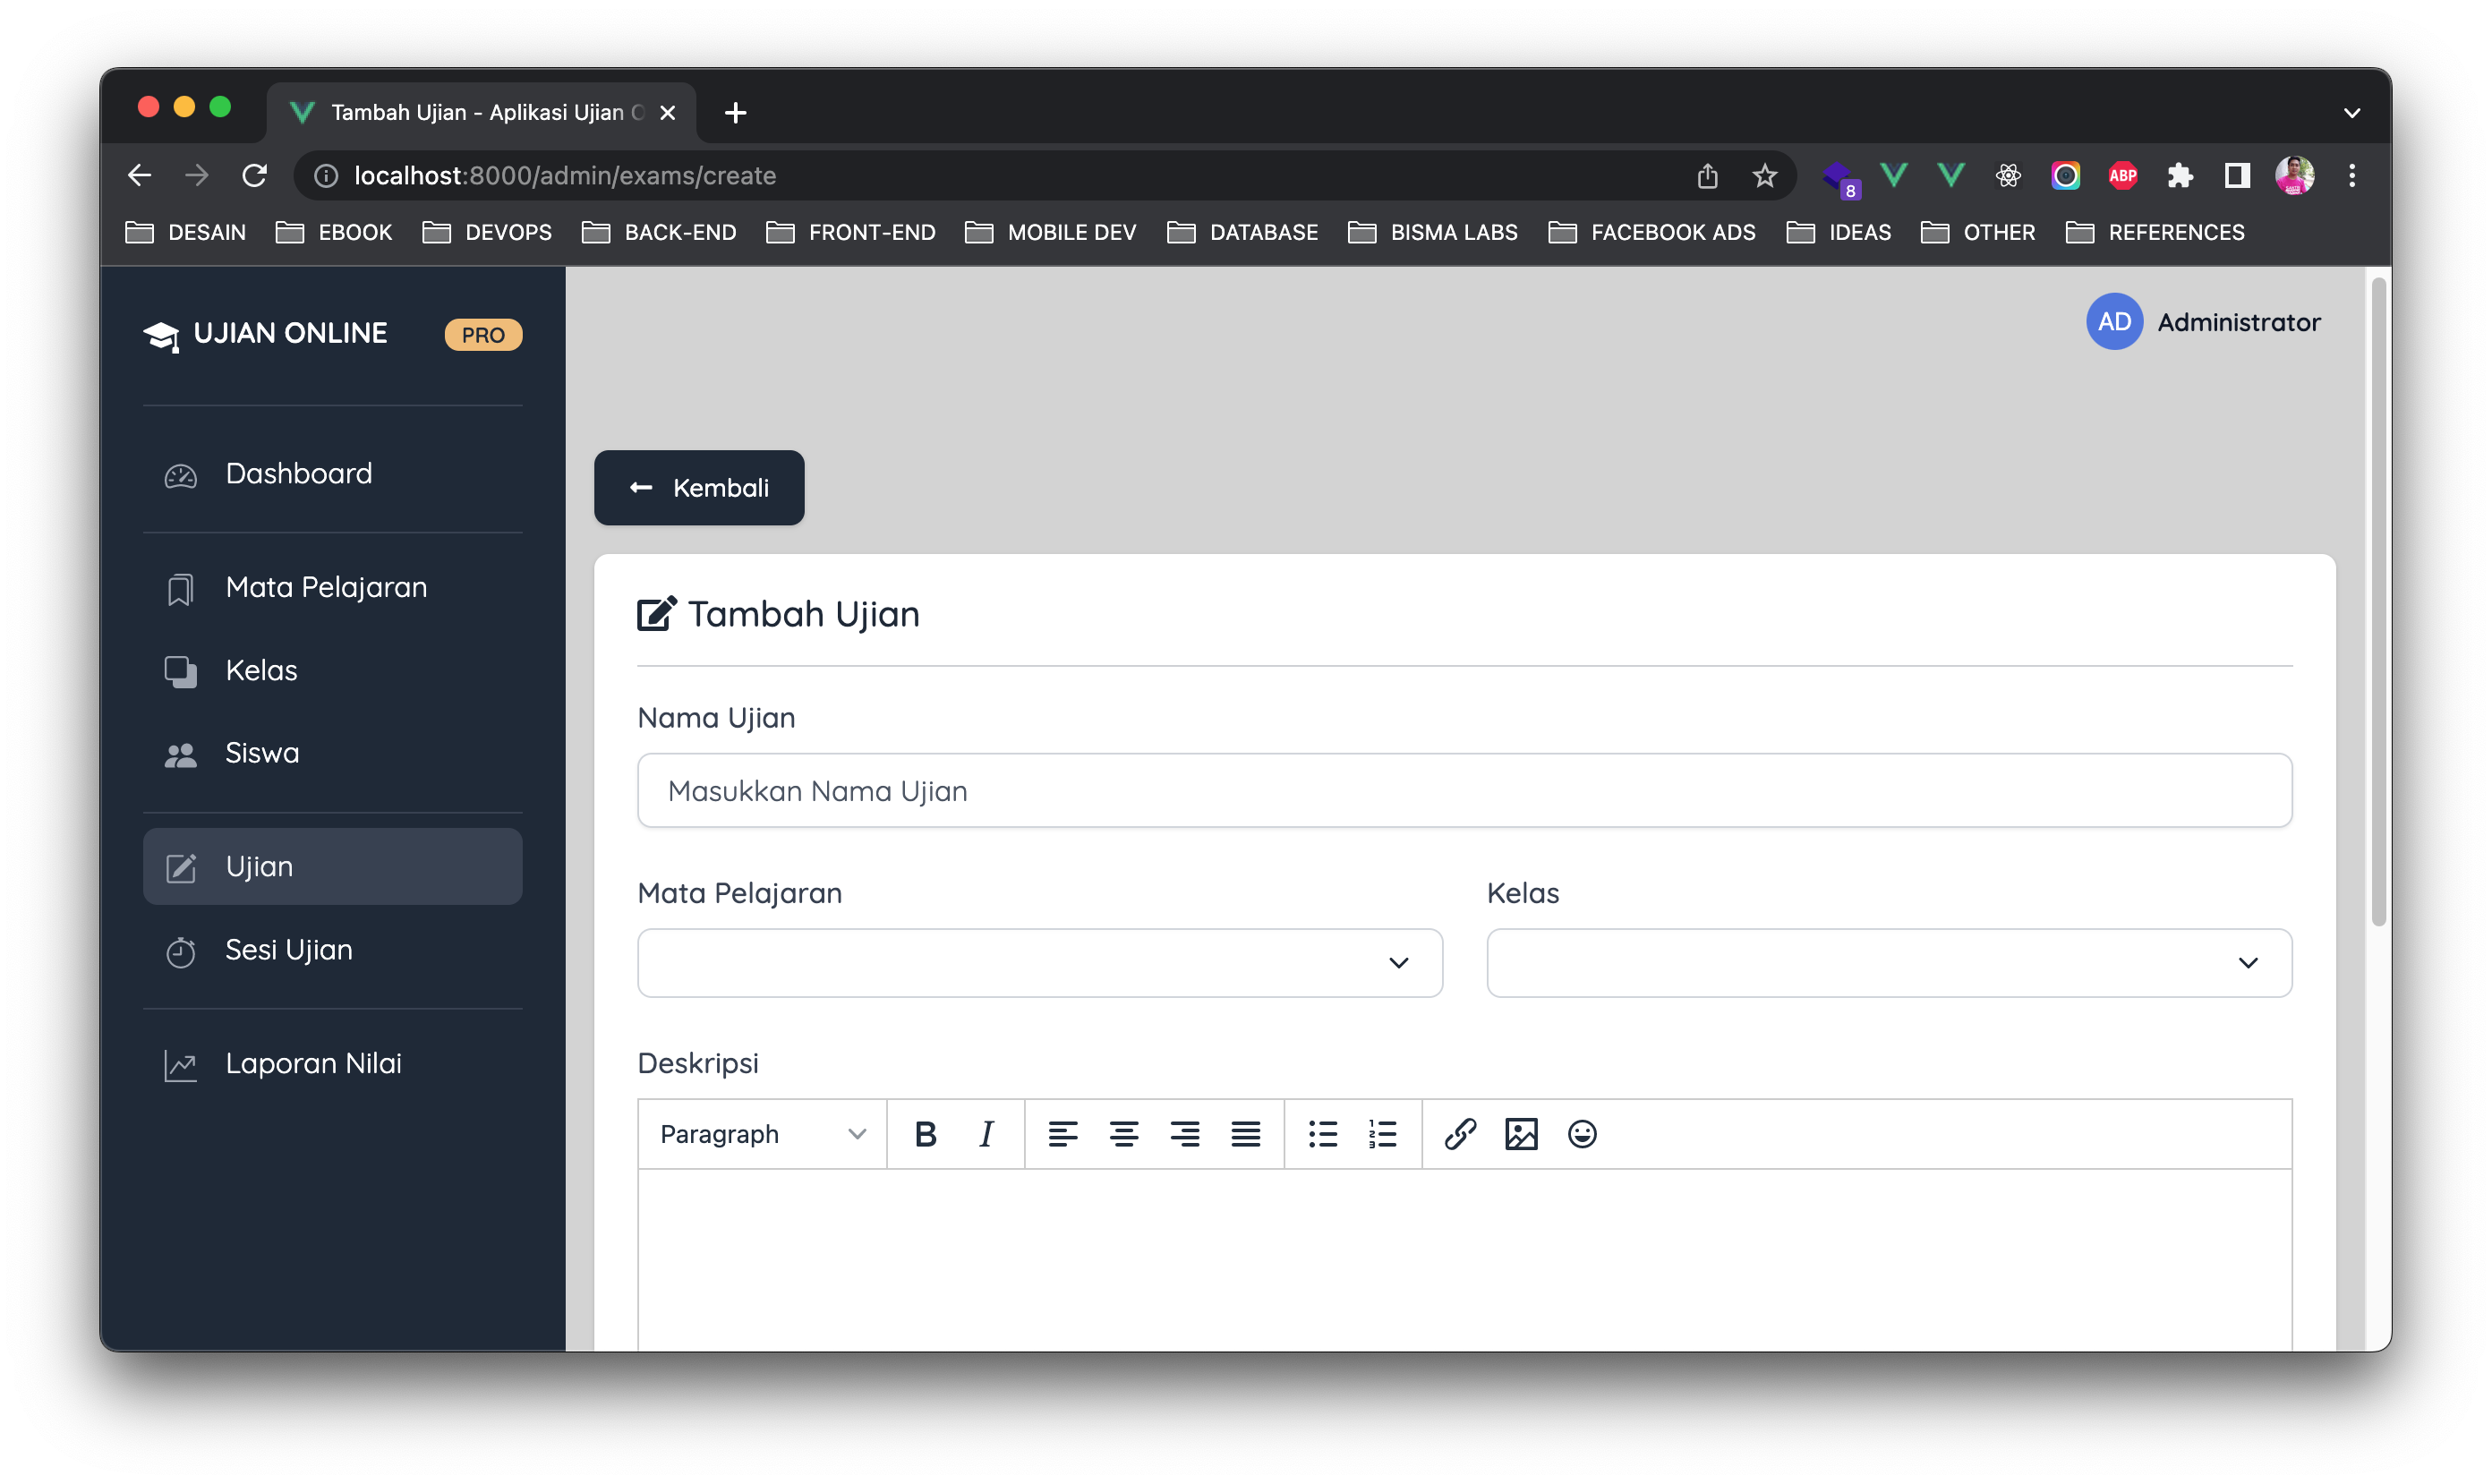 Tambah Ujian - Aplikasi Ujian
localhost:8000/admin/exams/create
8
ABP
DESAIN EBOOK DEVOPS BACK-END FRONT-END MOBILE DEV DATABASE BISMA LABS FACEBOOK ADS IDEAS OTHER REFERENCES
UJIAN ONLINE PRO
AD Administrator
Dashboard
Mata Pelajaran
Kelas
Siswa
Ujian
Sesi Ujian
Laporan Nilai
Kembali
Tambah Ujian
Nama Ujian
Masukkan Nama Ujian
Mata Pelajaran Kelas
Deskripsi
Paragraph B I